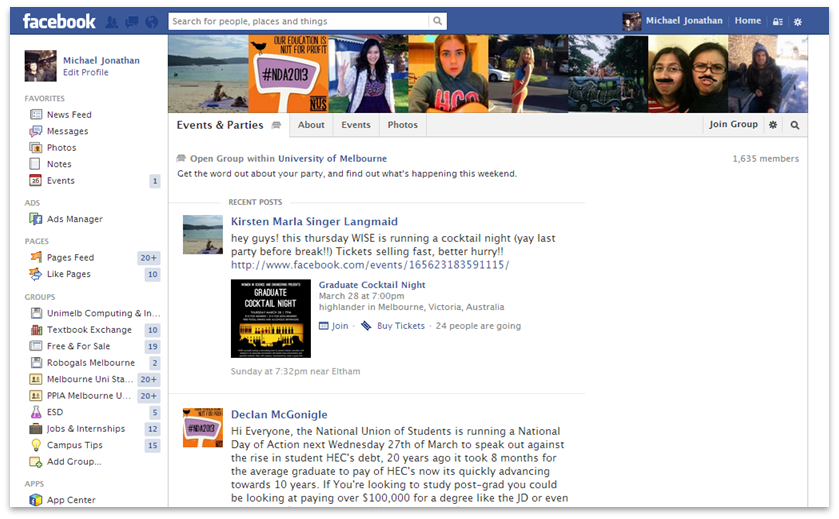 facebook
Search for people, places and things
Michael Jonathan
Home
Michael Jonathan
Edit Profile
FAVORITES
News Feed
Messages
Photos
Notes
Events 1
ADS
Ads Manager
PAGES
Pages Feed 20+
Like Pages 10
GROUPS
Unimelb Computing & In...
Textbook Exchange 10
Free & For Sale 19
Robogals Melbourne 2
Melbourne Uni Sta... 20+
PPIA Melbourne U... 20+
ESD 5
Jobs & Internships 12
Campus Tips 15
Add Group...
APPS
App Center
OUR EDUCATION IS
NOT FOR PROFIT
#NDA2013
NUS
HCO
Events & Parties
About
Events
Photos
Join Group
Open Group within University of Melbourne
1,635 members
Get the word out about your party, and find out what's happening this weekend.
RECENT POSTS
Kirsten Marla Singer Langmaid
hey guys! this thursday WISE is running a cocktail night (yay last
party before break!!) Tickets selling fast, better hurry!!
http://www.facebook.com/events/165623183591115/
WOMEN IN SCIENCE AND ENGINEERING PRESENTS
GRADUATE
COCKTAIL NIGHT
Graduate Cocktail Night
March 28 at 7:00pm
highlander in Melbourne, Victoria, Australia
Join · Buy Tickets · 24 people are going
Sunday at 7:32pm near Eltham
#NDA2013
Declan McGonigle
Hi Everyone, the National Union of Students is running a National
Day of Action next Wednesday 27th of March to speak out against
the rise in student HEC's debt, 20 years ago it took 8 months for
the average graduate to pay of HEC's now its quickly advancing
towards 10 years. If You're looking to study post-grad you could
be looking at paying over $100,000 for a degree like the JD or even